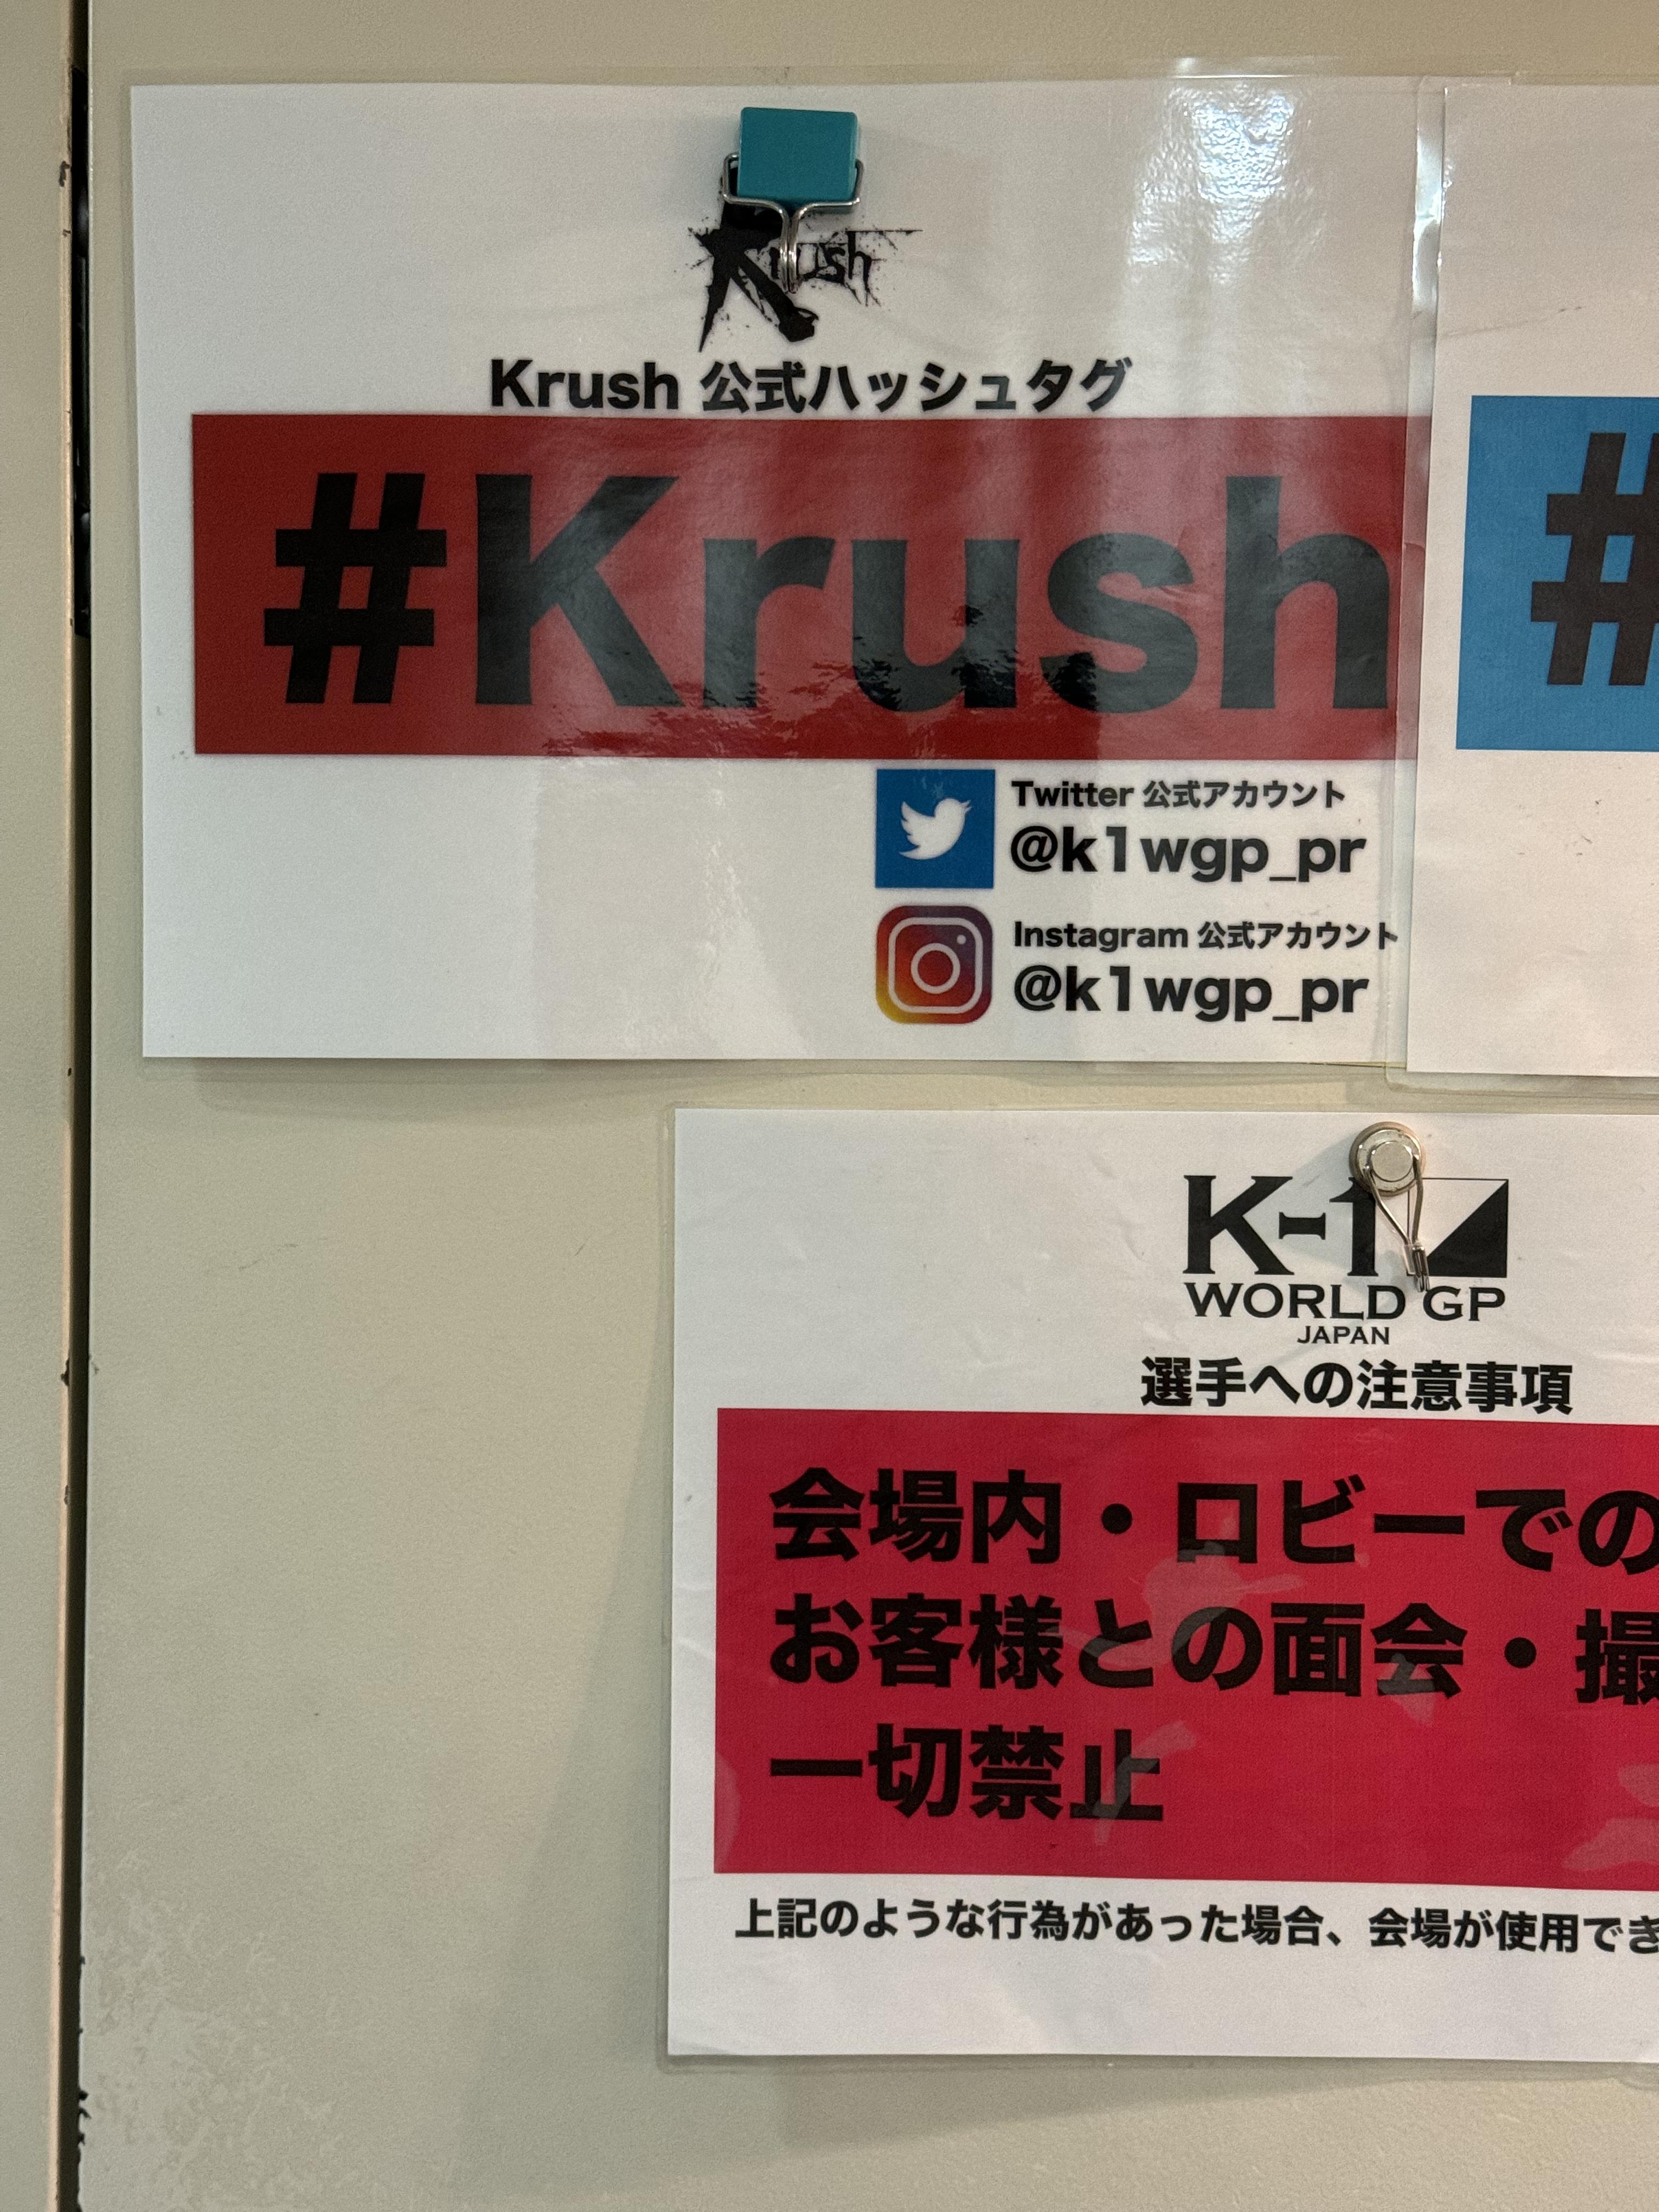 Krush
Krush 公式ハッシュタグ
#Krush
Twitter 公式アカウント
@k1wgp_pr
Instagram 公式アカウント
@k1wgp_pr
#
K-1
WORLD GP
JAPAN
選手への注意事項
会場内・ロビーでの
お客様との面会・撮
一切禁止
上記のような行為があった場合、会場が使用でき